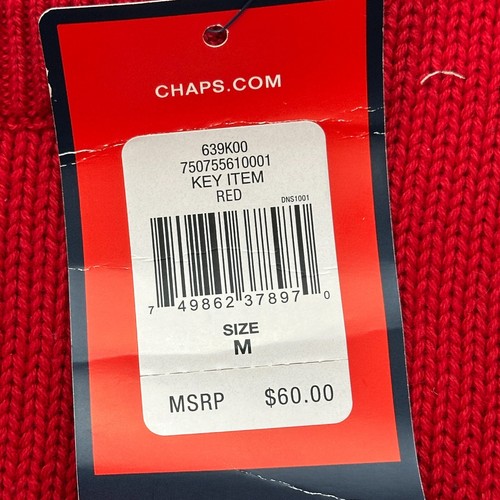 CHAPS.COM
639K00
750755610001
KEY ITEM
RED
DNS1001
7 49862 37897 0
SIZE
M
MSRP $60.00